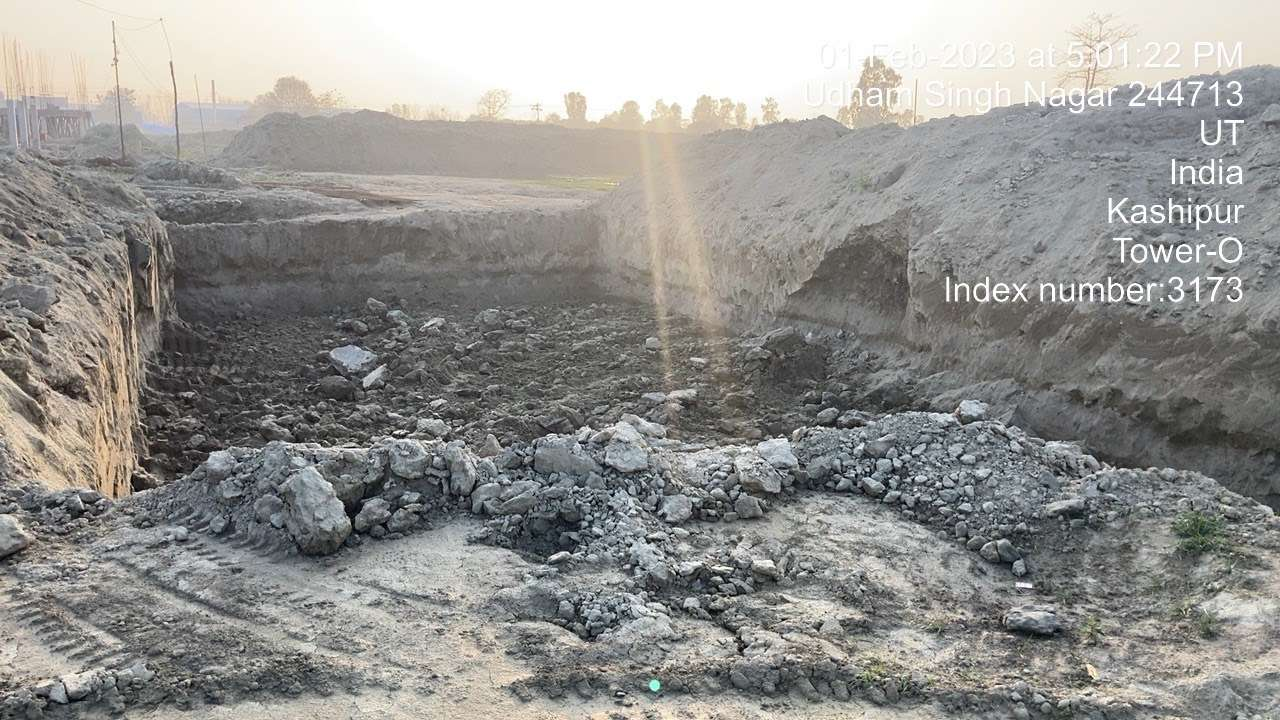 01-Feb-2023 at 5:01:22 PM
Udham Singh Nagar 244713
UT
India
Kashipur
Tower-O
Index number:3173